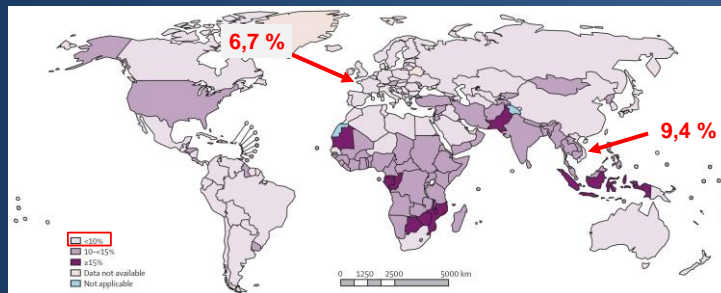 6,7 %
9,4 %
<10%
10–<15%
≥15%
Data not available
Not applicable
0 1250 2500 5000 km